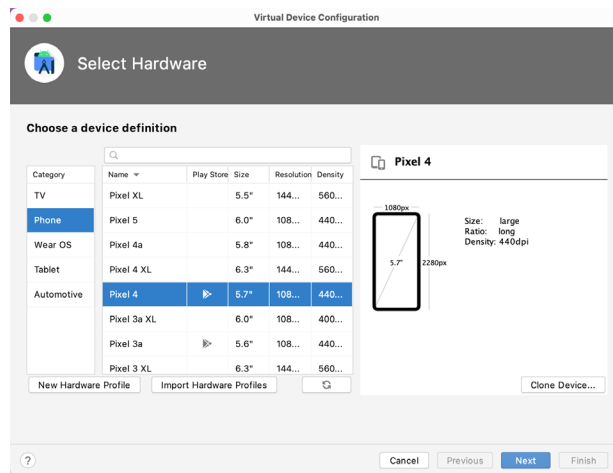 Virtual Device Configuration
Select Hardware
Choose a device definition
Category
TV
Phone
Wear OS
Tablet
Automotive
Name Play Store Size Resolution Density
Pixel XL 5.5" 144... 560...
Pixel 5 6.0" 108... 440...
Pixel 4a 5.8" 108... 440...
Pixel 4 XL 6.3" 144... 560...
Pixel 4 5.7" 108... 440...
Pixel 3a XL 6.0" 108... 400...
Pixel 3a 5.6" 108... 440...
Pixel 3 XL 6.3" 144... 560...
New Hardware Profile Import Hardware Profiles
Pixel 4
1080px
5.7" 2280px
Size: large
Ratio: long
Density: 440dpi
Clone Device...
? Cancel Previous Next Finish